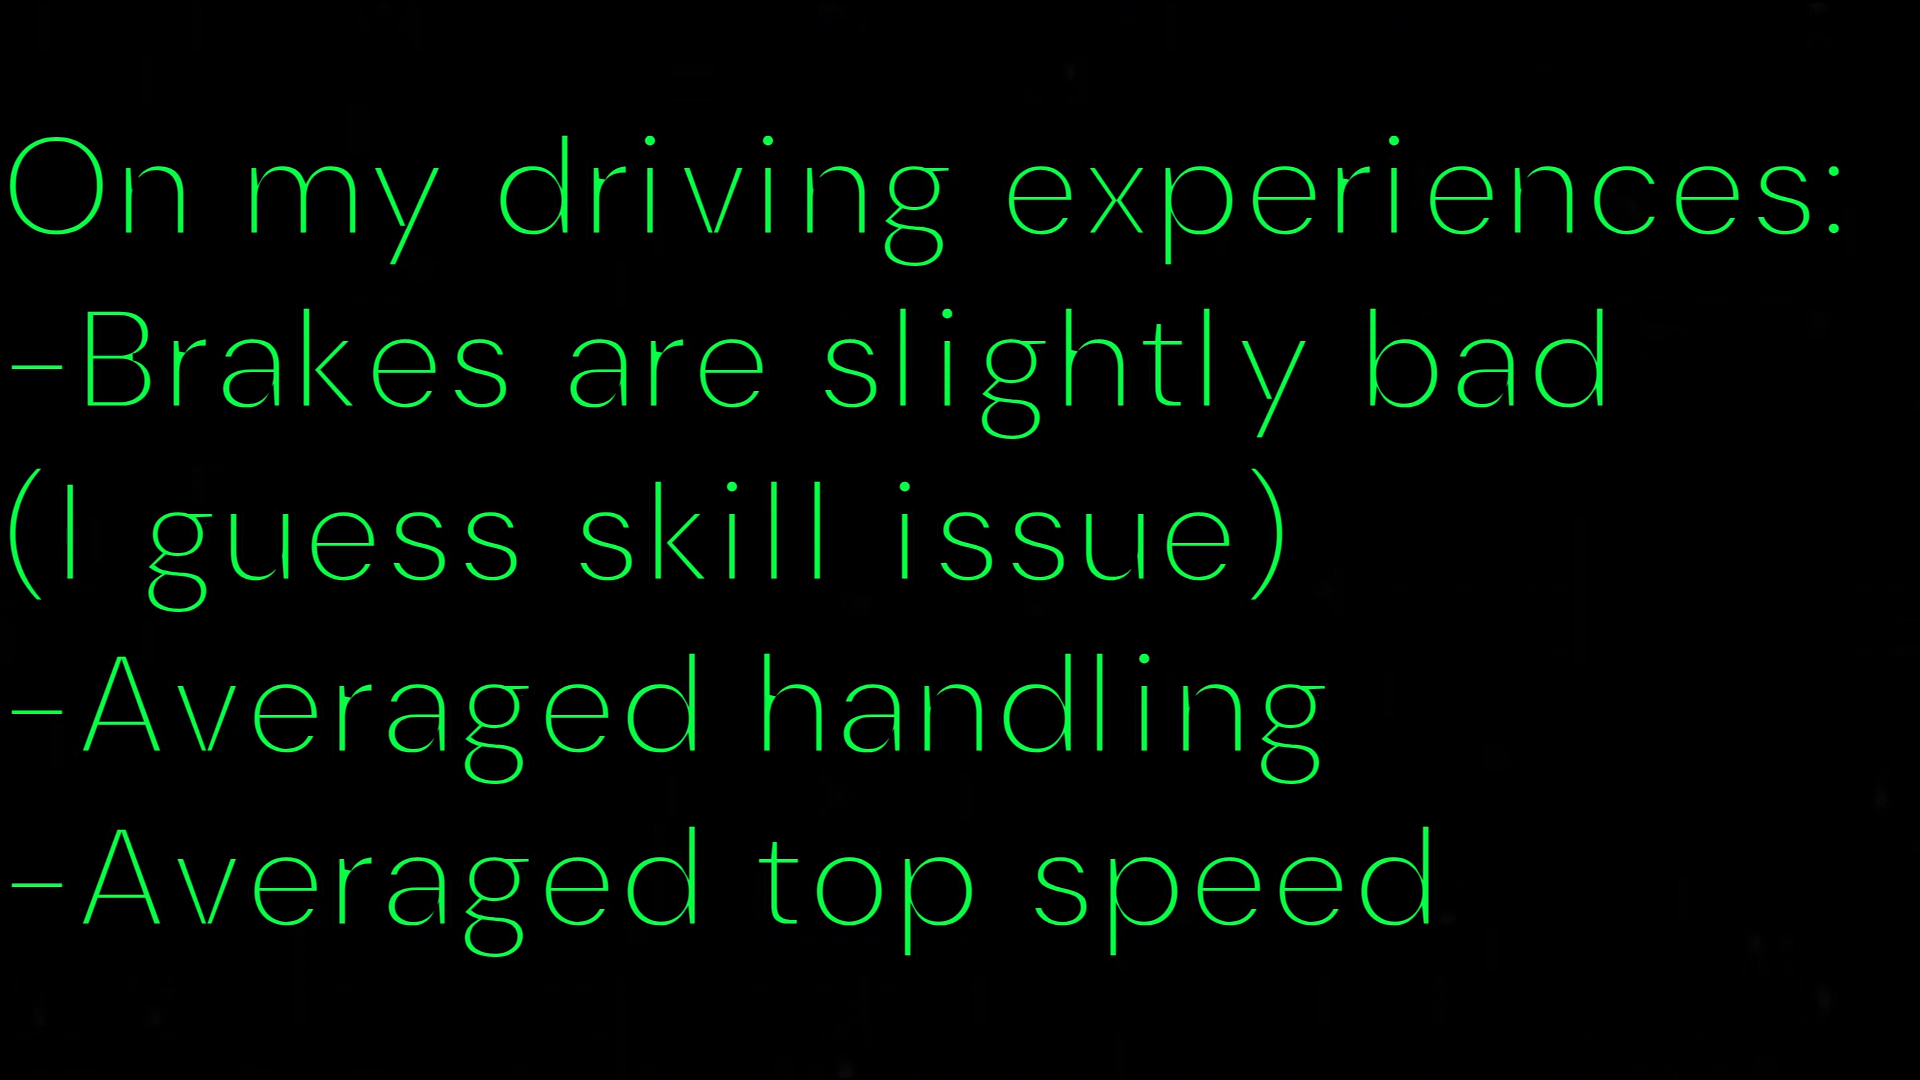 On my driving experiences:
-Brakes are slightly bad
(I guess skill issue)
-Averaged handling
-Averaged top speed